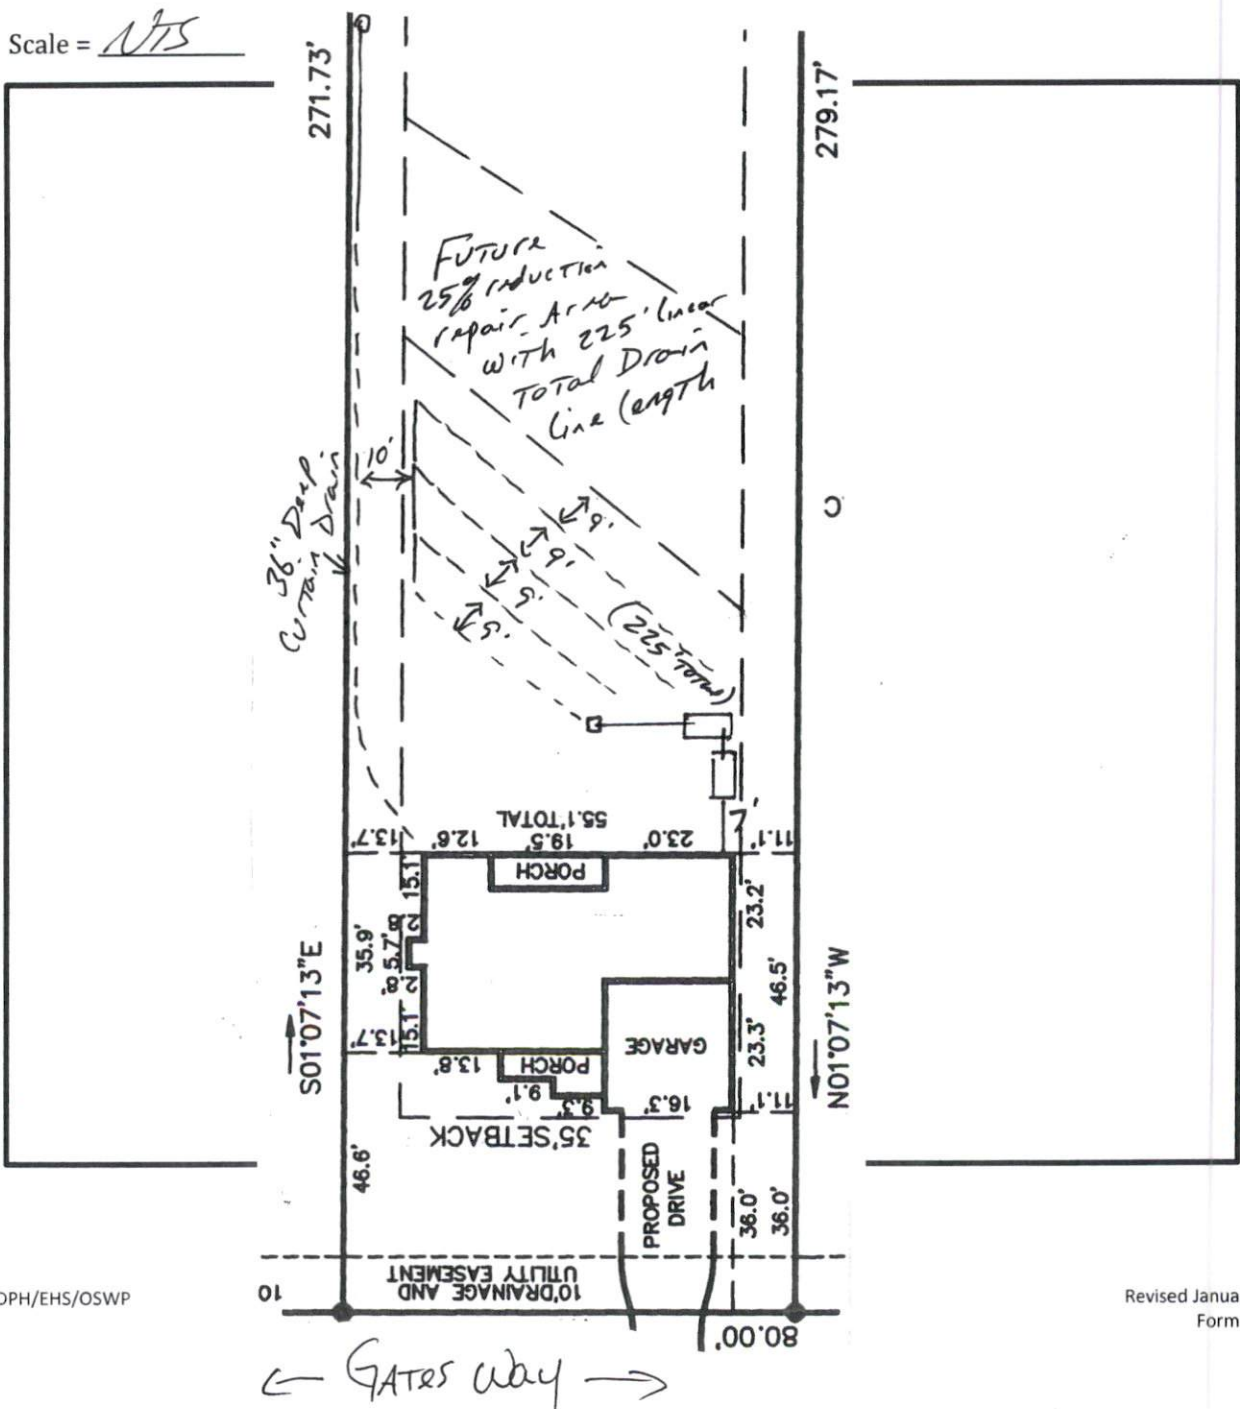 Scale = NTS
271.73'
279.17'
Future
25% reduction
repair Area
with 225' linear
Total Drain
Line Length
10'
36" Deep
Curtain Drain
9'
9'
9'
9'
(225' Total)
C
7'
55.1'TOTAL
13.7'
12.6'
19.5'
23.0'
11.1'
PORCH
15.1'
2.8'
5.7'
2.8'
15.1'
35.9'
13.7'
23.2'
46.5'
23.3'
11.1'
S01°07'13"E
N01°07'13"W
GARAGE
13.8'
PORCH
9.1'
9.3'
16.3'
35'SETBACK
46.6'
PROPOSED
DRIVE
36.0'
36.0'
10'DRAINAGE AND
UTILITY EASEMENT
10
80.00'
DPH/EHS/OSWP
Revised Janua
Form
← Gates Way →